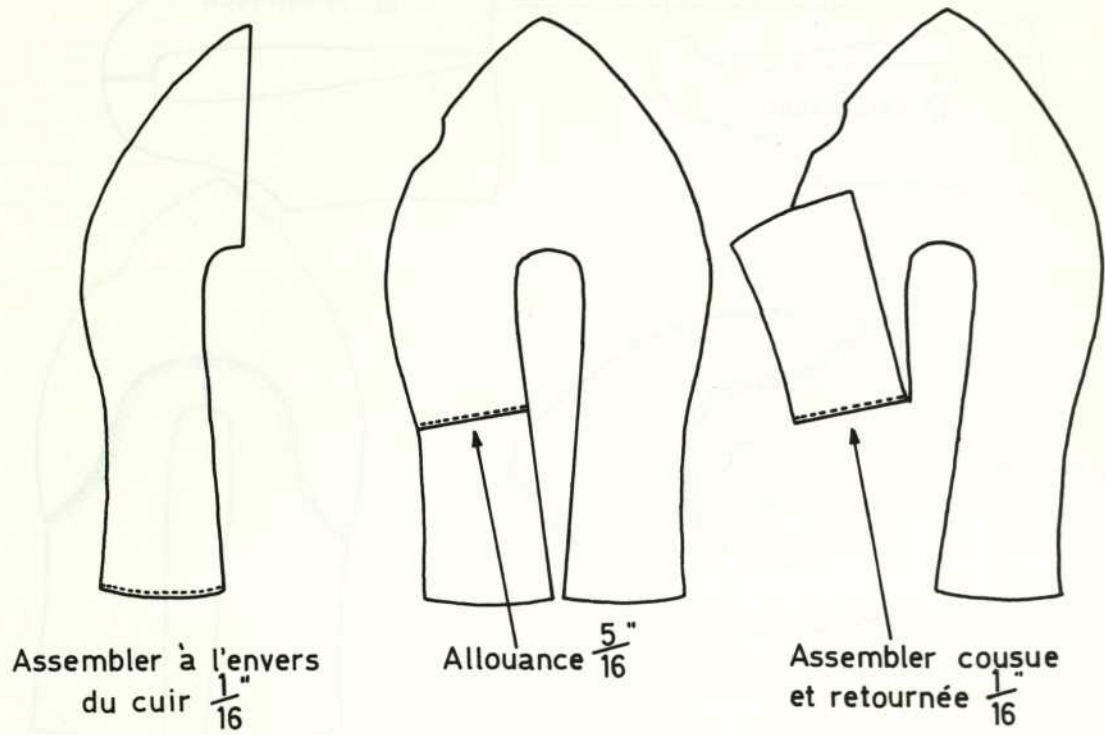 Assembler à l'envers
du cuir 1/16"
Allouance 5/16"
Assembler cousue
et retournée 1/16"